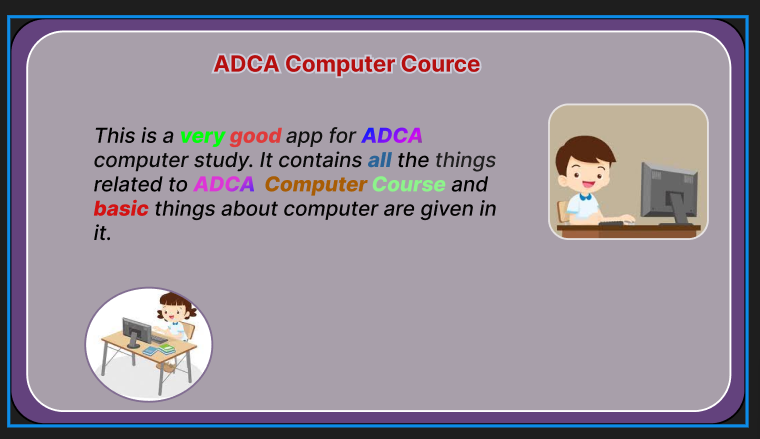 ADCA Computer Cource
This is a very good app for ADCA
computer study. It contains all the things
related to ADCA Computer Course and
basic things about computer are given in
it.